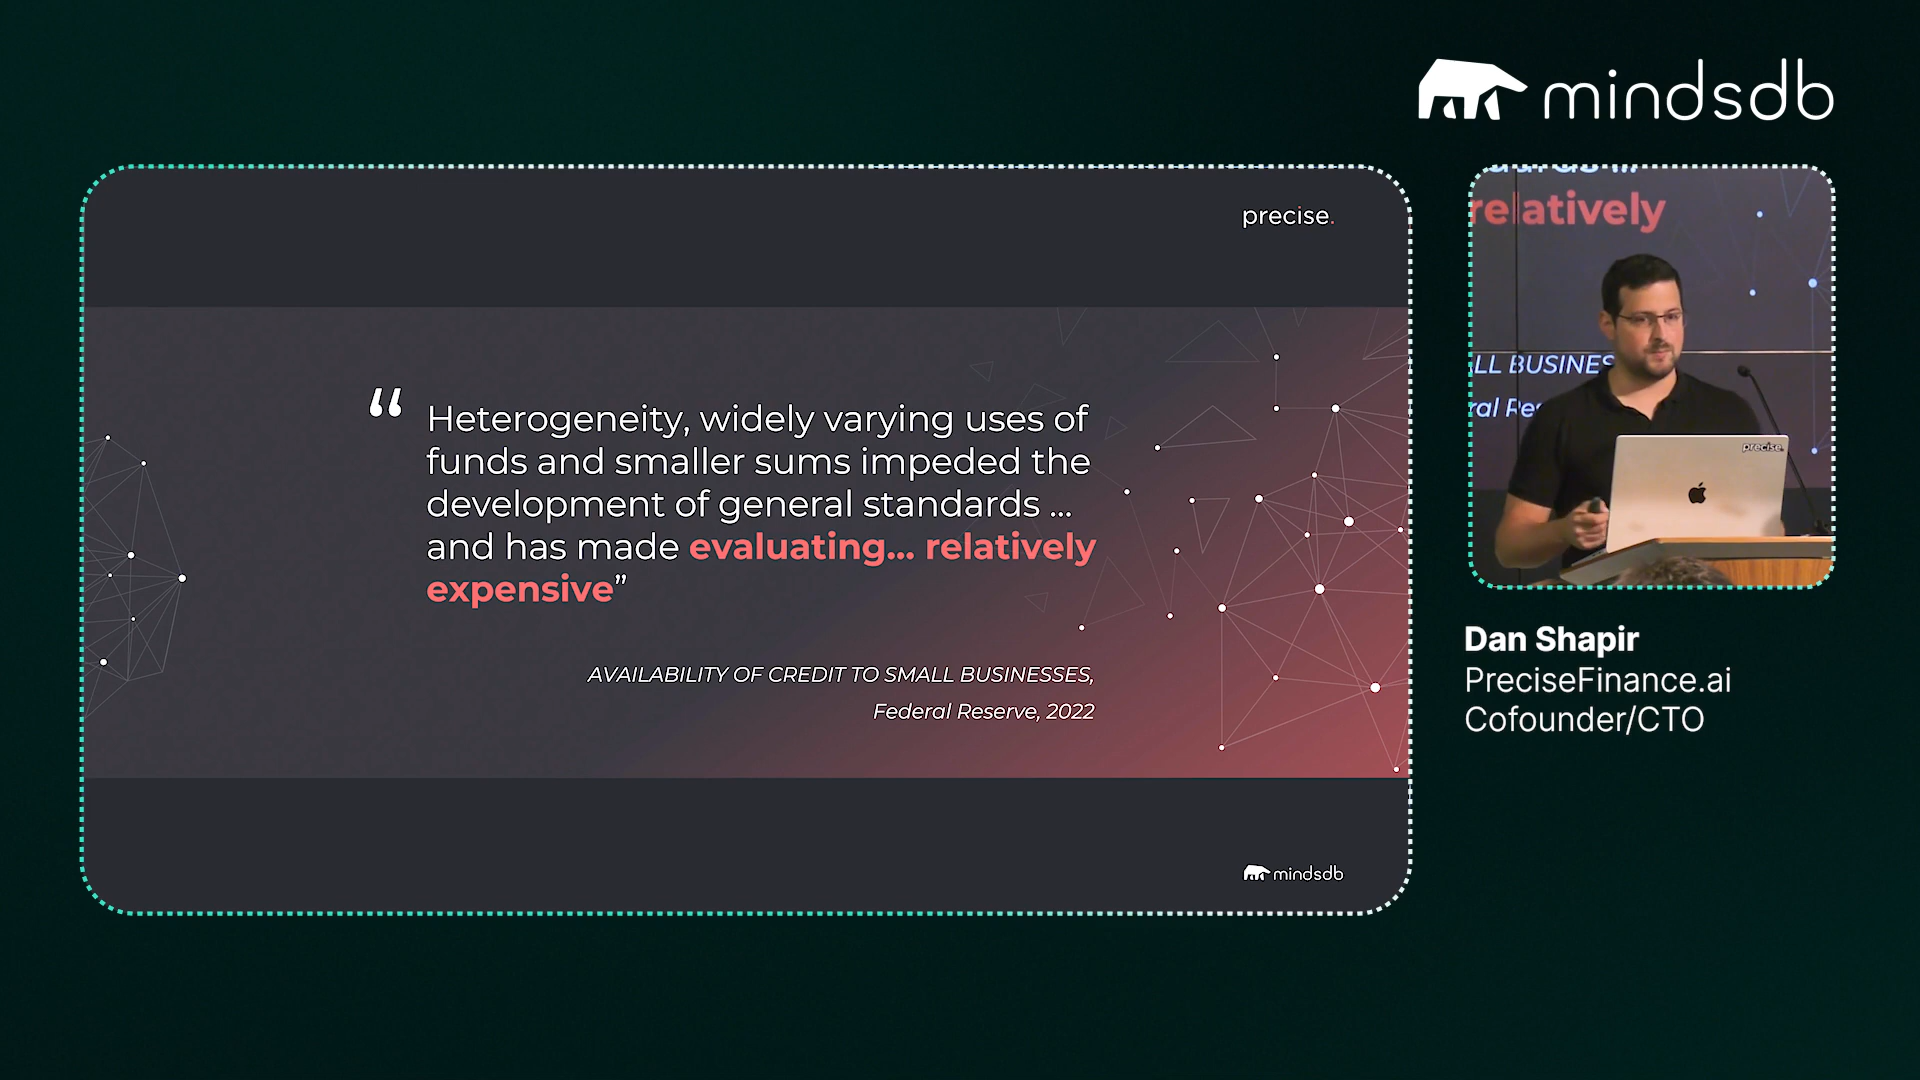 mindsdb
precise.
“ Heterogeneity, widely varying uses of
funds and smaller sums impeded the
development of general standards ...
and has made evaluating... relatively
expensive”
AVAILABILITY OF CREDIT TO SMALL BUSINESSES,
Federal Reserve, 2022
mindsdb
relatively
LL BUSINES
ral Res
precise.
Dan Shapir
PreciseFinance.ai
Cofounder/CTO